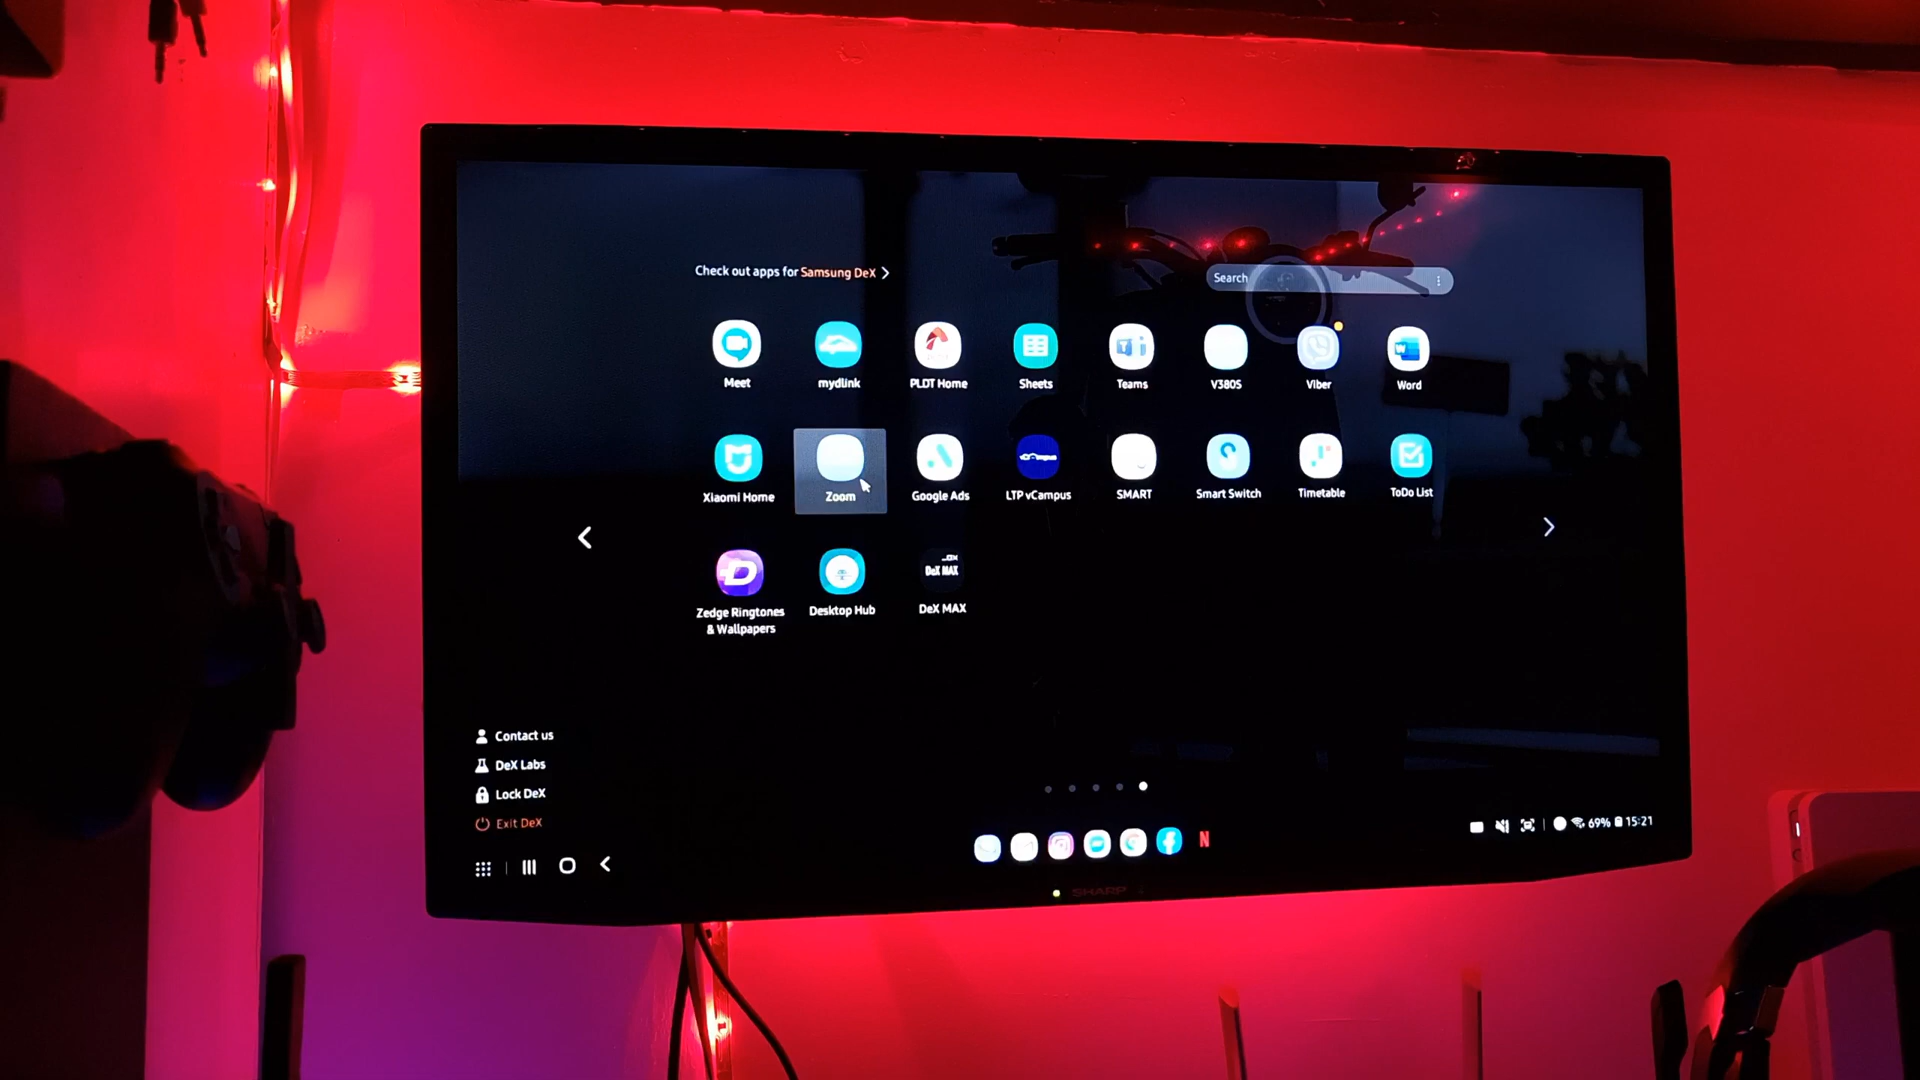 Check out apps for Samsung DeX
Search
Meet
mydlink
PLDT Home
Sheets
Teams
V380S
Viber
Word
Xiaomi Home
Zoom
Google Ads
LTP vCampus
SMART
Smart Switch
Timetable
ToDo List
Zedge Ringtones
& Wallpapers
Desktop Hub
DeX MAX
DeX MAX
Contact us
DeX Labs
Lock DeX
Exit DeX
69% 15:21
SHARP